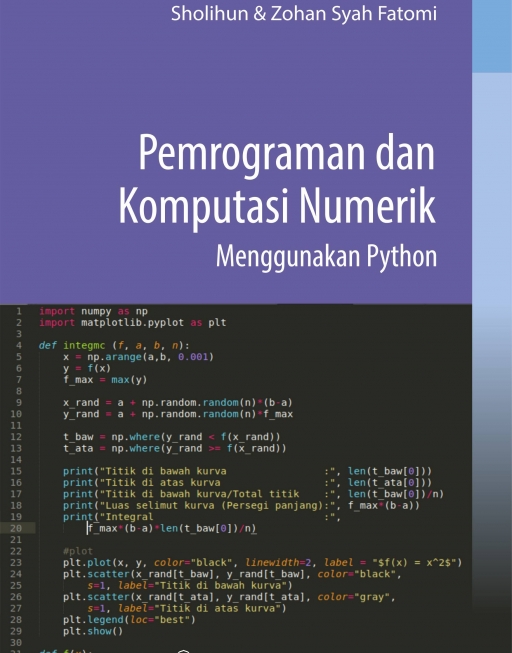 Sholihun & Zohan Syah Fatomi
Pemrograman dan
Komputasi Numerik
Menggunakan Python
1 import numpy as np
2 import matplotlib.pyplot as plt
3
4 def integmc (f, a, b, n):
5 x = np.arange(a,b, 0.001)
6 y = f(x)
7 f_max = max(y)
8
9 x_rand = a + np.random.random(n)*(b-a)
10 y_rand = a + np.random.random(n)*f_max
11
12 t_baw = np.where(y_rand < f(x_rand))
13 t_ata = np.where(y_rand >= f(x_rand))
14
15 print("Titik di bawah kurva :", len(t_baw[0]))
16 print("Titik di atas kurva :", len(t_ata[0]))
17 print("Titik di bawah kurva/Total titik :", len(t_baw[0])/n)
18 print("Luas selimut kurva (Persegi panjang):", f_max*(b-a))
19 print("Integral :",
20 f_max*(b-a)*len(t_baw[0])/n)
21
22 #plot
23 plt.plot(x, y, color="black", linewidth=2, label = "$f(x) = x^2$")
24 plt.scatter(x_rand[t_baw], y_rand[t_baw], color="black",
25 s=1, label="Titik di bawah kurva")
26 plt.scatter(x_rand[t_ata], y_rand[t_ata], color="gray",
27 s=1, label="Titik di atas kurva")
28 plt.legend(loc="best")
29 plt.show()
30